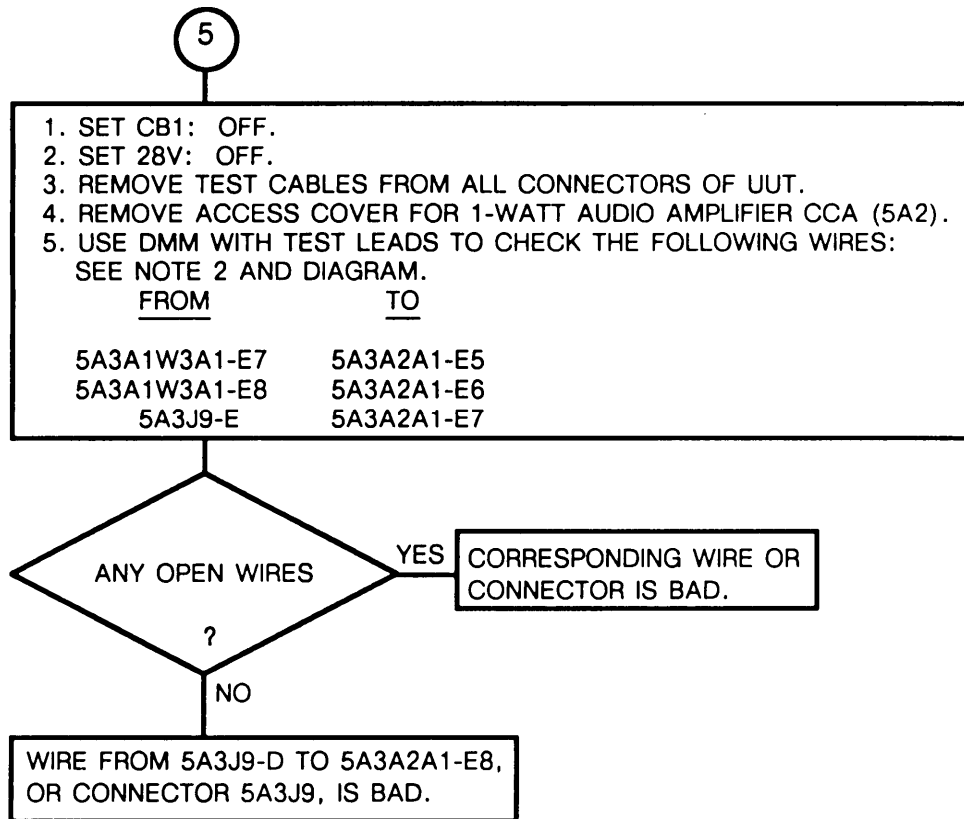 5
1. SET CB1: OFF.
2. SET 28V: OFF.
3. REMOVE TEST CABLES FROM ALL CONNECTORS OF UUT.
4. REMOVE ACCESS COVER FOR 1-WATT AUDIO AMPLIFIER CCA (5A2).
5. USE DMM WITH TEST LEADS TO CHECK THE FOLLOWING WIRES:
SEE NOTE 2 AND DIAGRAM.
FROM TO
5A3A1W3A1-E7 5A3A2A1-E5
5A3A1W3A1-E8 5A3A2A1-E6
5A3J9-E 5A3A2A1-E7
ANY OPEN WIRES
?
YES
CORRESPONDING WIRE OR
CONNECTOR IS BAD.
NO
WIRE FROM 5A3J9-D TO 5A3A2A1-E8,
OR CONNECTOR 5A3J9, IS BAD.